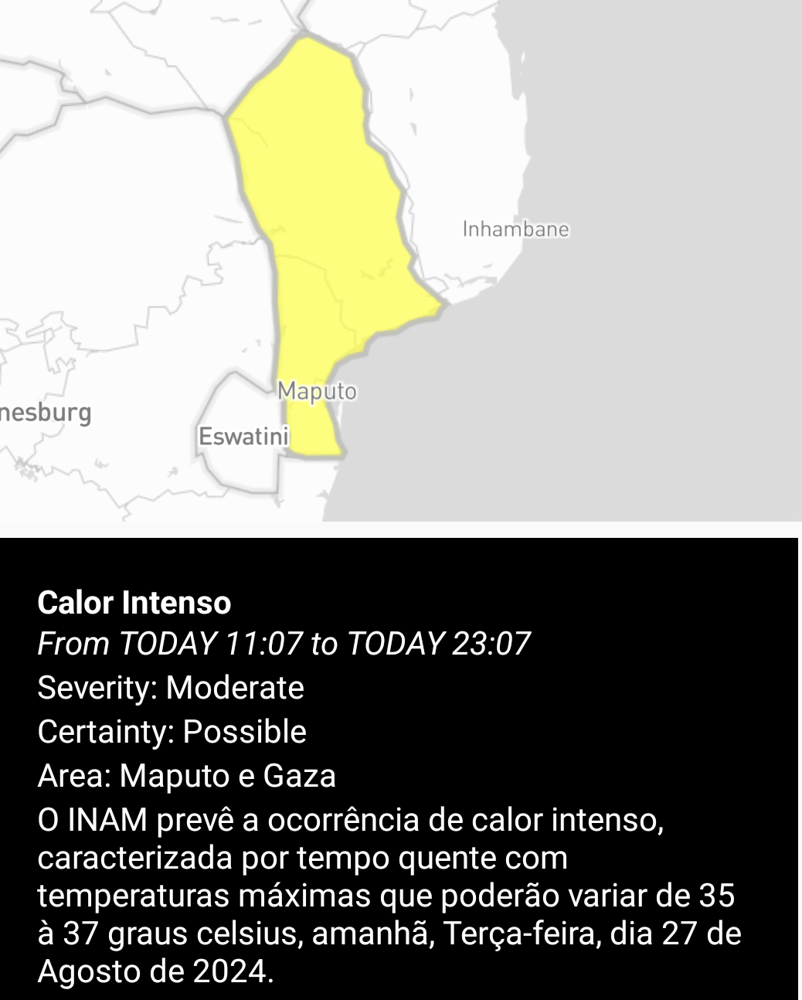 Inhambane
Maputo
nesburg
Eswatini
Calor Intenso
From TODAY 11:07 to TODAY 23:07
Severity: Moderate
Certainty: Possible
Area: Maputo e Gaza
O INAM prevê a ocorrência de calor intenso,
caracterizada por tempo quente com
temperaturas máximas que poderão variar de 35
à 37 graus celsius, amanhã, Terça-feira, dia 27 de
Agosto de 2024.